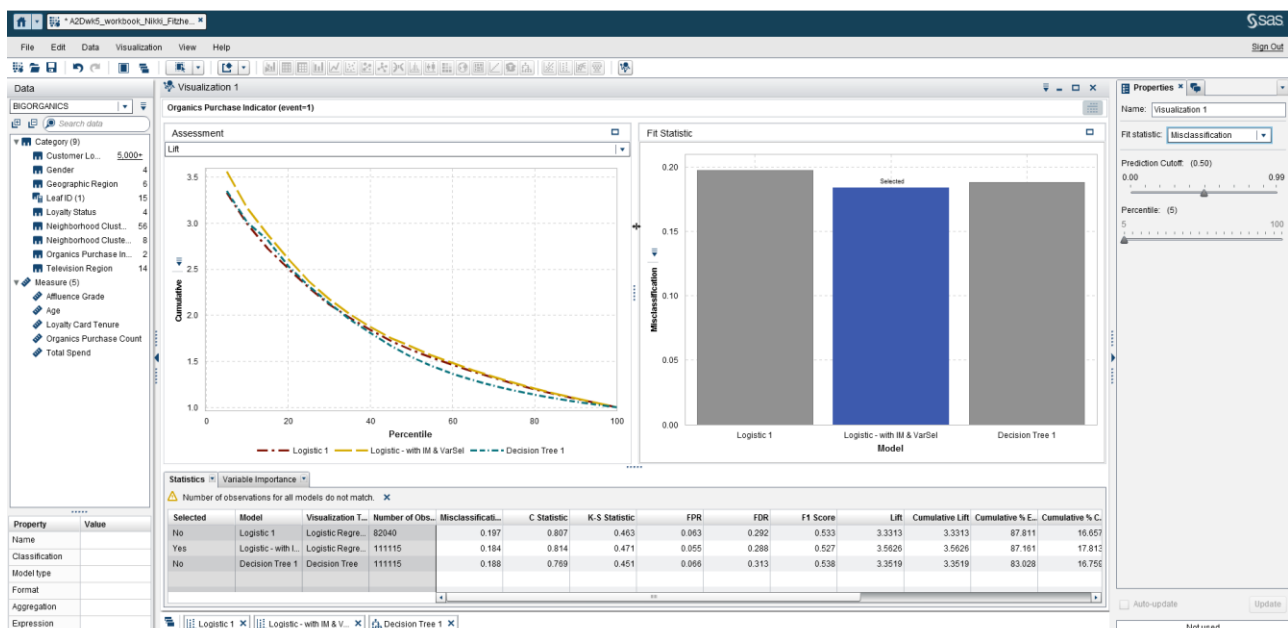 * A2Dwk5_workbook_Nikki_Fitzhe...
sas
File Edit Data Visualization View Help
Sign Out
Data
BIGORGANICS
Search data
Category (9)
Customer Lo... 5,000+
Gender 4
Geographic Region 6
Leaf ID (1) 15
Loyalty Status 4
Neighborhood Clust... 56
Neighborhood Cluste... 8
Organics Purchase In... 2
Television Region 14
Measure (5)
Affluence Grade
Age
Loyalty Card Tenure
Organics Purchase Count
Total Spend
Property Value
Name
Classification
Model type
Format
Aggregation
Expression
Visualization 1
Organics Purchase Indicator (event=1)
Assessment
Lift
3.5
3.0
2.5
2.0
1.5
1.0
Cumulative
0 20 40 60 80 100
Percentile
Logistic 1 Logistic - with IM & VarSel Decision Tree 1
Fit Statistic
0.20
0.15
0.10
0.05
0.00
Misclassification
Selected
Logistic 1 Logistic - with IM & VarSel Decision Tree 1
Model
Statistics Variable Importance
Number of observations for all models do not match.
Selected Model Visualization T... Number of Obs... Misclassificati... C Statistic K-S Statistic FPR FDR F1 Score Lift Cumulative Lift Cumulative % E... Cumulative % C...
No Logistic 1 Logistic Regre... 82040 0.197 0.807 0.463 0.063 0.292 0.533 3.3313 3.3313 87.811 16.657
Yes Logistic - with I... Logistic Regre... 111115 0.184 0.814 0.471 0.055 0.288 0.527 3.5626 3.5626 87.161 17.813
No Decision Tree 1 Decision Tree 111115 0.188 0.769 0.451 0.066 0.313 0.538 3.3519 3.3519 83.028 16.759
Logistic 1 Logistic - with IM & V... Decision Tree 1
Properties
Name: Visualization 1
Fit statistic: Misclassification
Prediction Cutoff: (0.50)
0.00 0.99
Percentile: (5)
5 100
Auto-update Update
Not used